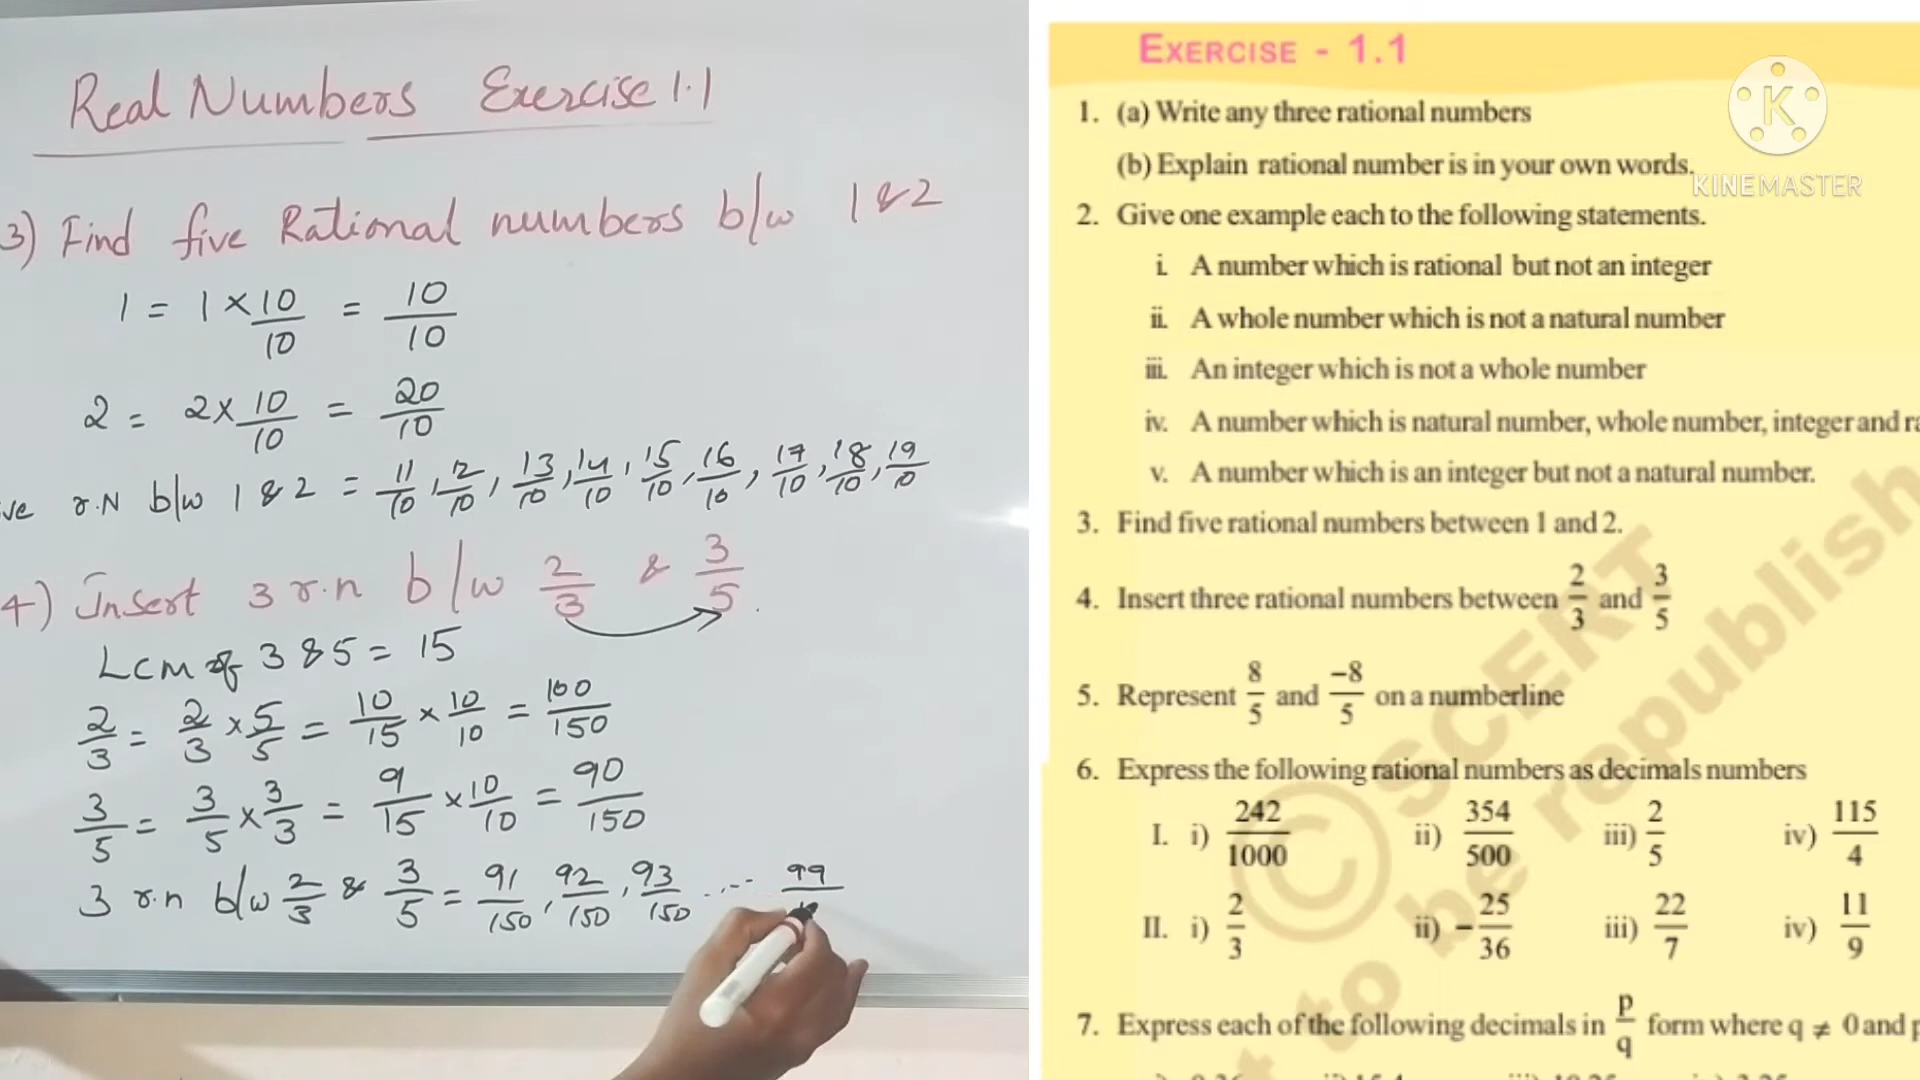 Real Numbers Exercise 1.1
3) Find five Rational numbers b/w 1 & 2
1 = 1 × 10/10 = 10/10
2 = 2 × 10/10 = 20/10
r.N b/w 1 & 2 = 11/10, 12/10, 13/10, 14/10, 15/10, 16/10, 17/10, 18/10, 19/10
4) Insert 3 r.n b/w 2/3 & 3/5.
LCM of 3 & 5 = 15
2/3 = 2/3 × 5/5 = 10/15 × 10/10 = 100/150
3/5 = 3/5 × 3/3 = 9/15 × 10/10 = 90/150
3 r.n b/w 2/3 & 3/5 = 91/150, 92/150, 93/150 ..... 99
EXERCISE - 1.1
1. (a) Write any three rational numbers
(b) Explain rational number is in your own words.
2. Give one example each to the following statements.
i. A number which is rational but not an integer
ii. A whole number which is not a natural number
iii. An integer which is not a whole number
iv. A number which is natural number, whole number, integer and
v. A number which is an integer but not a natural number.
3. Find five rational numbers between 1 and 2.
4. Insert three rational numbers between 2/3 and 3/5
5. Represent 8/5 and -8/5 on a numberline
6. Express the following rational numbers as decimals numbers
I. i) 242/1000 ii) 354/500 iii) 2/5 iv) 115/4
II. i) 2/3 ii) -25/36 iii) 22/7 iv) 11/9
7. Express each of the following decimals in p/q form where q ≠ 0 and
K
KINEMASTER
© SCERT
to be republish